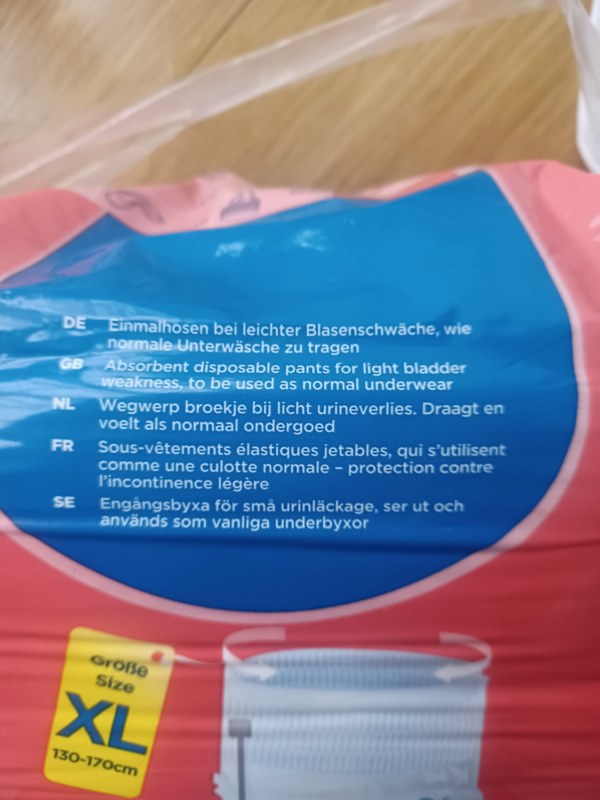 DE Einmalhosen bei leichter Blasenschwäche, wie
normale Unterwäsche zu tragen
GB Absorbent disposable pants for light bladder
weakness, to be used as normal underwear
NL Wegwerp broekje bij licht urineverlies. Draagt en
voelt als normaal ondergoed
FR Sous-vêtements élastiques jetables, qui s'utilisent
comme une culotte normale – protection contre
l'incontinence légère
SE Engångsbyxa för små urinläckage, ser ut och
används som vanliga underbyxor
Größe
Size
XL
130-170cm